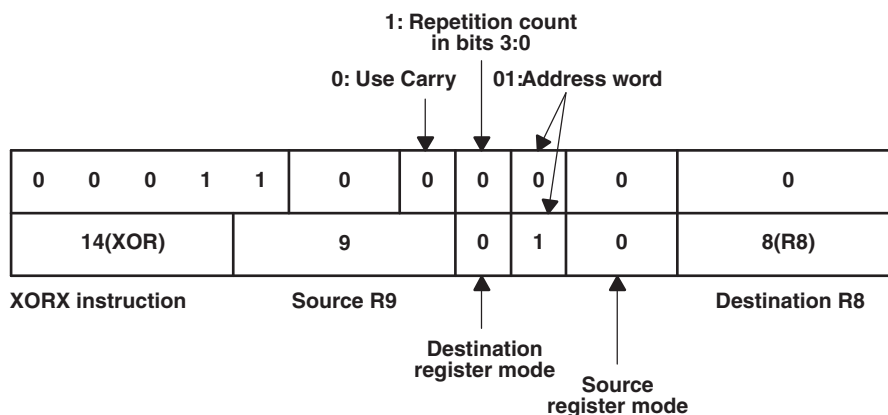 1: Repetition count
in bits 3:0
0: Use Carry
01:Address word
0 0 0 1 1 0 0 0 0 0 0
14(XOR) 9 0 1 0 8(R8)
XORX instruction Source R9 Destination R8
Destination
register mode
Source
register mode